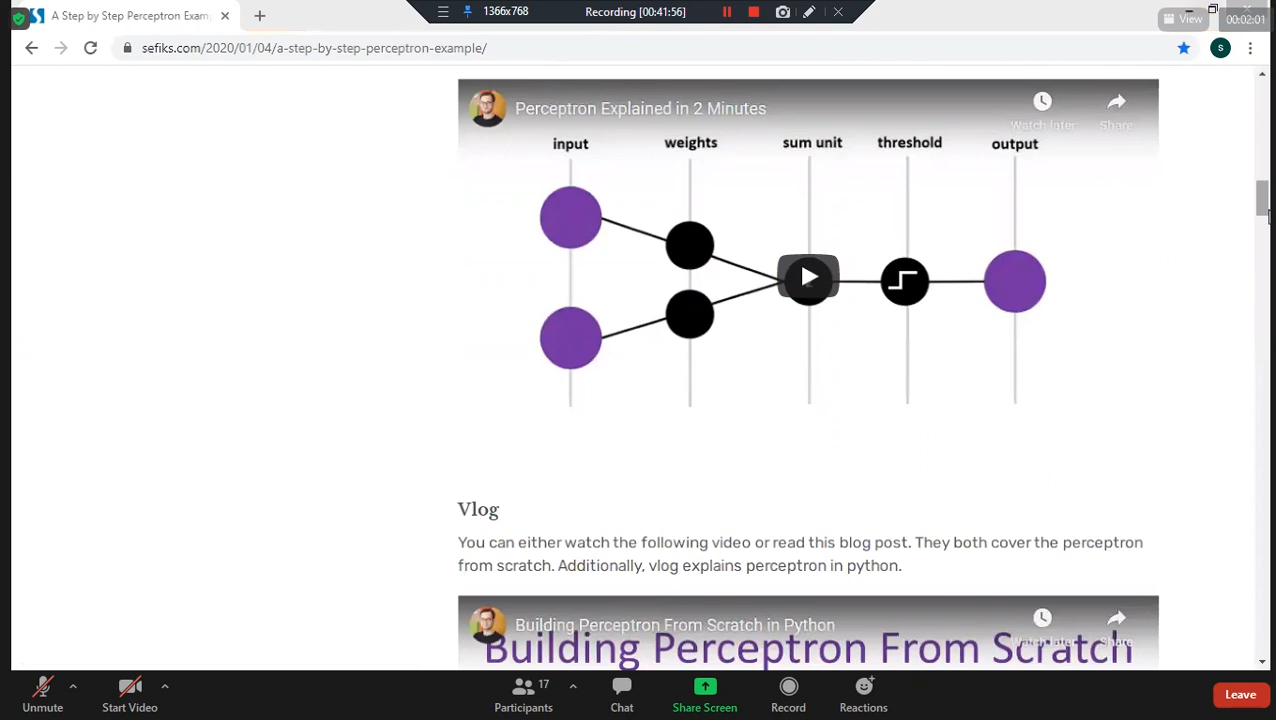 A Step by Step Perceptron Exam
1366x768
Recording [00:41:56]
View
00:02:01
sefiks.com/2020/01/04/a-step-by-step-perceptron-example/
S
Perceptron Explained in 2 Minutes
Watch later
Share
input weights sum unit threshold output
Vlog
You can either watch the following video or read this blog post. They both cover the perceptron
from scratch. Additionally, vlog explains perceptron in python.
Building Perceptron From Scratch in Python
Watch later
Share
Building Perceptron From Scratch
17
Unmute
Start Video
Participants
Chat
Share Screen
Record
Reactions
Leave